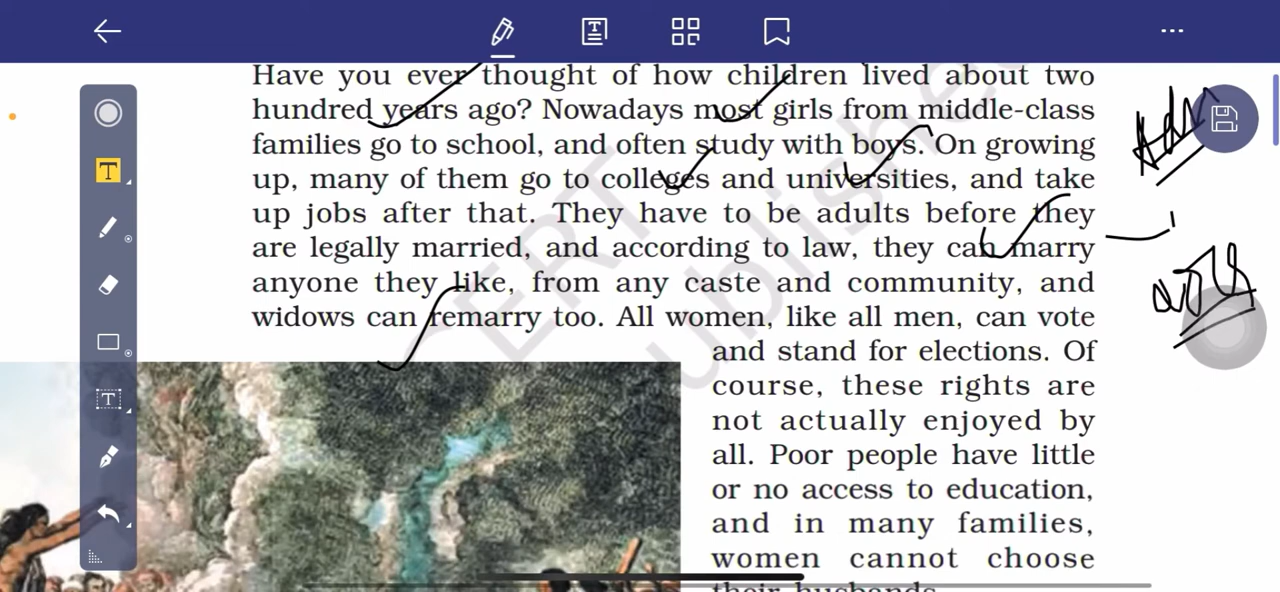 Have you ever thought of how children lived about two
hundred years ago? Nowadays most girls from middle-class
families go to school, and often study with boys. On growing
up, many of them go to colleges and universities, and take
up jobs after that. They have to be adults before they
are legally married, and according to law, they can marry
anyone they like, from any caste and community, and
widows can remarry too. All women, like all men, can vote
and stand for elections. Of
course, these rights are
not actually enjoyed by
all. Poor people have little
or no access to education,
and in many families,
women cannot choose
their husbands.